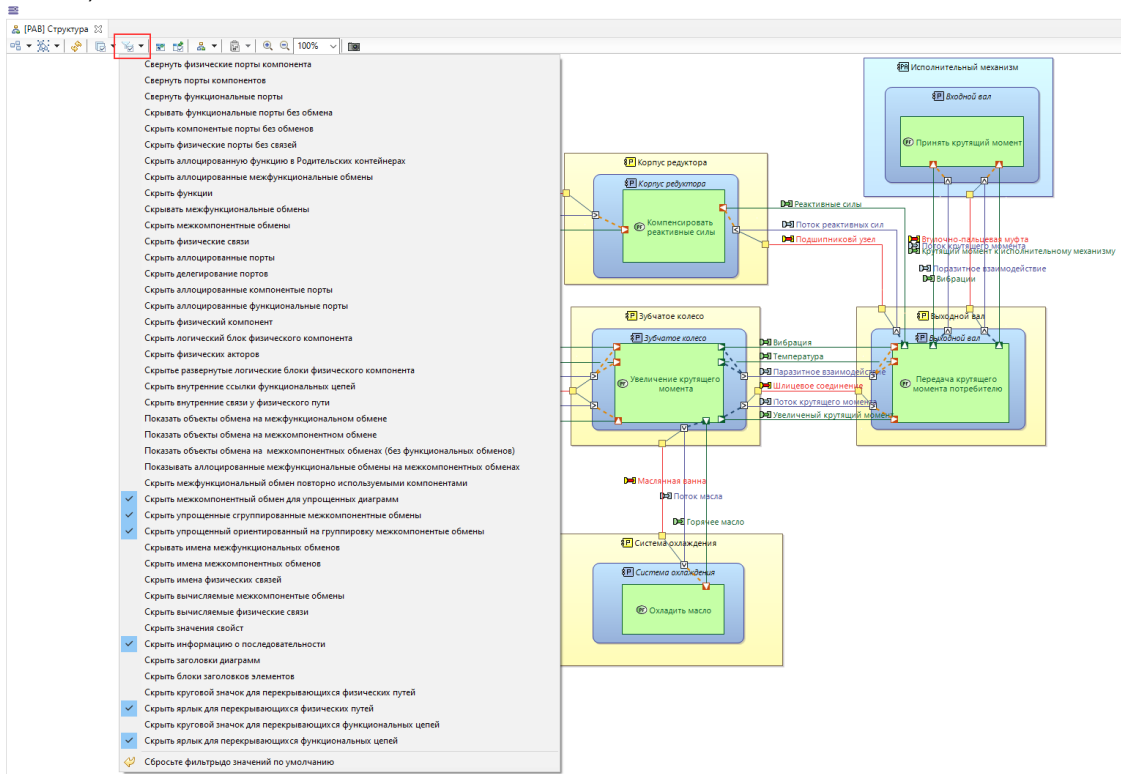 [PAB] Структура
100%
Свернуть физические порты компонента
Свернуть порты компонентов
Свернуть функциональные порты
Скрывать функциональные порты без обмена
Скрыть компонентые порты без обменов
Скрыть физические порты без связей
Скрыть аллоцированную функцию в Родительских контейнерах
Скрыть аллоцированные межфункциональные обмены
Скрыть функции
Скрывать межфункциональные обмены
Скрыть межкомпонентные обмены
Скрыть физические связи
Скрыть аллоцированные порты
Скрыть делегирование портов
Скрыть аллоцированные компонентые порты
Скрыть аллоцированные функциональные порты
Скрыть физический компонент
Скрыть логический блок физического компонента
Скрыть физических акторов
Скрытье развернутые логические блоки физического компонента
Скрыть внутренние ссылки функциональных цепей
Скрыть внутренние связи у физического пути
Показать объекты обмена на межфункциональном обмене
Показать объекты обмена на межкомпонентном обмене
Показать объекты обмена на межкомпонентных обменах (без функциональных обменов)
Показывать аллоцированные межфункциональные обмены на межкомпонентных обменах
Скрыть межфункциональный обмен повторно используемыми компонентами
Скрыть межкомпонентный обмен для упрощенных диаграмм
Скрыть упрощенные сгруппированные межкомпонентые обмены
Скрыть упрощенный ориентированный на группировку межкомпонентые обмены
Скрывать имена межфункциональных обменов
Скрыть имена межкомпонентных обменов
Скрыть имена физических связей
Скрыть вычисляемые межкомпонентые обмены
Скрыть вычисляемые физические связи
Скрыть значения свойст
Скрыть информацию о последовательности
Скрыть заголовки диаграмм
Скрыть блоки заголовков элементов
Скрыть круговой значок для перекрывающихся физических путей
Скрыть ярлык для перекрывающихся физических путей
Скрыть круговой значок для перекрывающихся функциональных цепей
Скрыть ярлык для перекрывающихся функциональных цепей
Сбросьте фильтрыдо значений по умолчанию
Исполнительный механизм
Входной вал
Принять крутящий момент
Корпус редуктора
Корпус редуктора
Компенсировать
реактивные силы
Реактивные силы
Поток реактивных сил
Подшипниковй узел
Втулочно-пальцевая муфта
Поток крутящего момента
Крутящий момент к исполнительному механизму
Поразитное взаимодействие
Вибрации
Зубчатое колесо
Зубчатое колесо
Увеличение крутящего
момента
Вибрация
Температура
Паразитное взаимодействие
Шлицевое соединение
Поток крутящего момента
Увеличеный крутящий момент
Выходной вал
Выходной вал
Передача крутящего
момента потребителю
Маслянная ванна
Поток масла
Горячее масло
Система охлаждения
Система охлаждения
Охладить масло